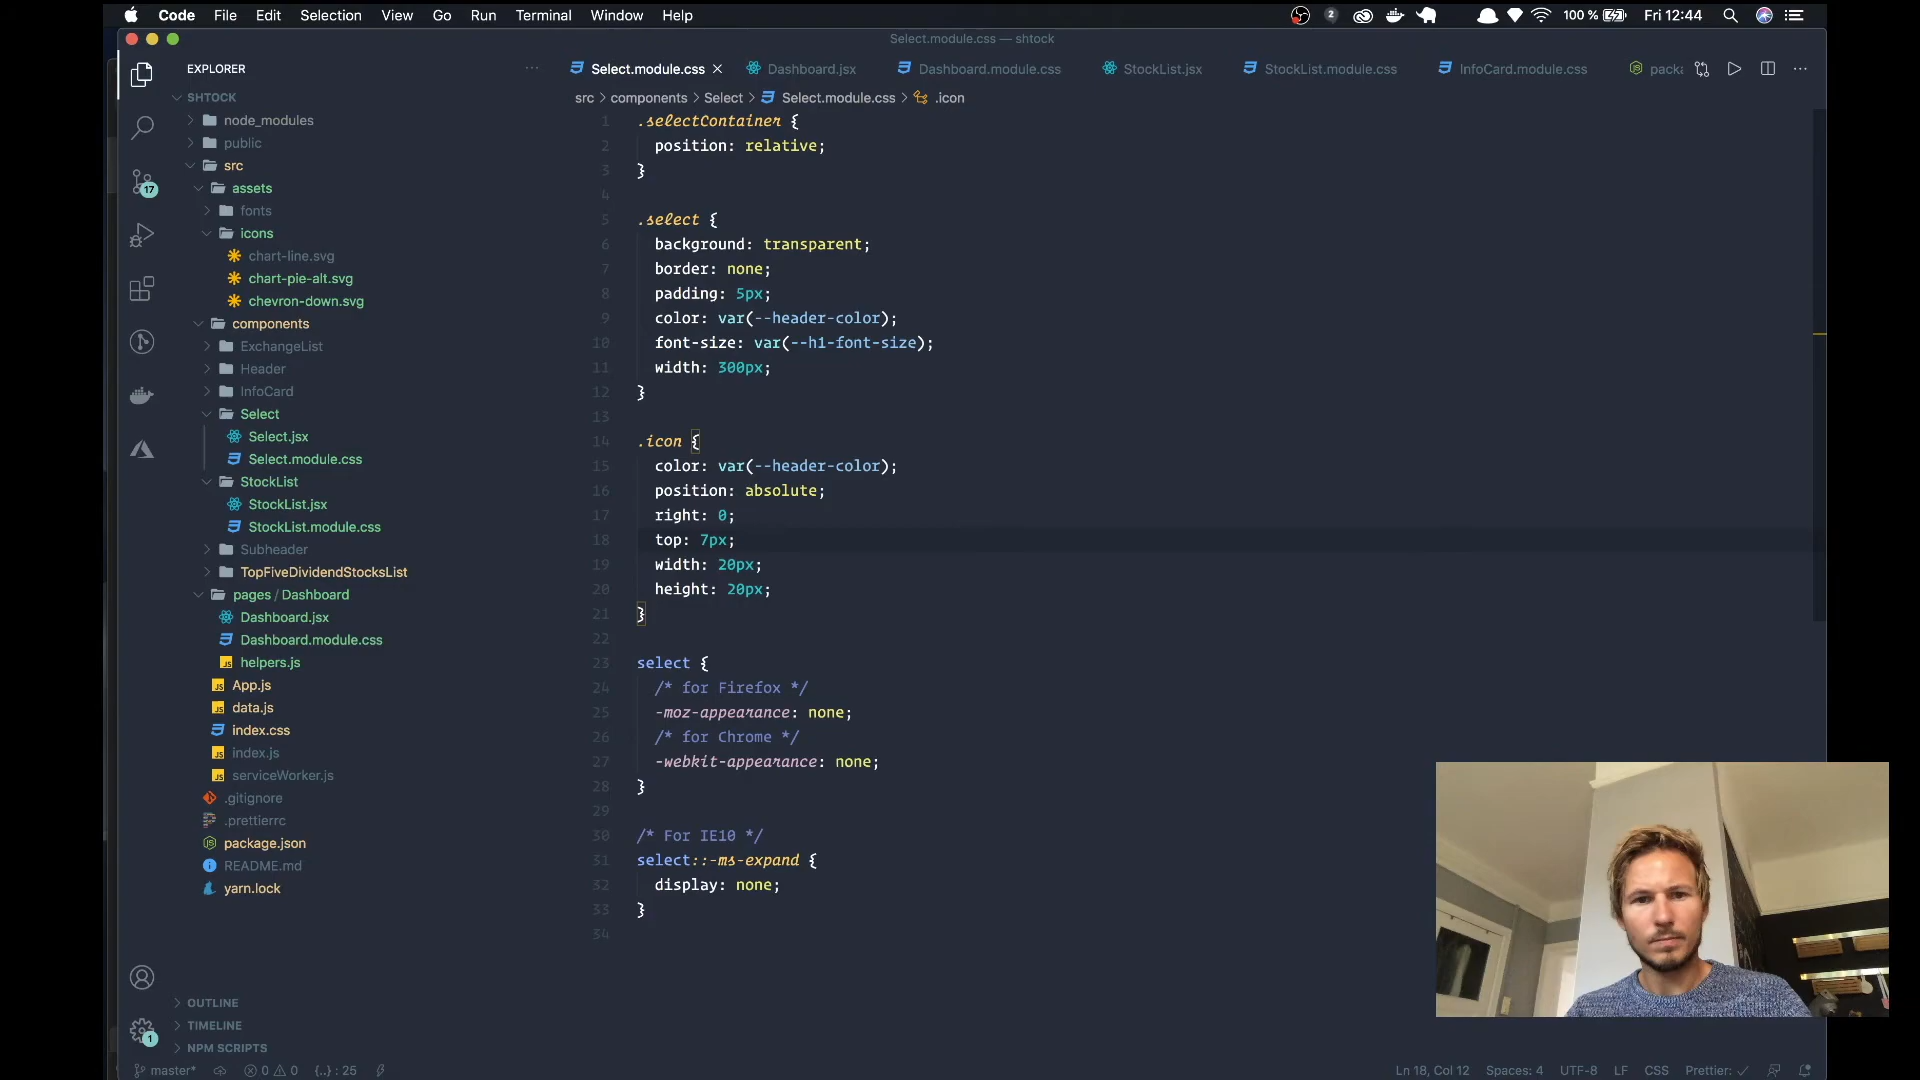 Code File Edit Selection View Go Run Terminal Window Help 2 100 % Fri 12:44
Select.module.css — shtock
EXPLORER
SHTOCK
node_modules
public
src
assets
fonts
icons
chart-line.svg
chart-pie-alt.svg
chevron-down.svg
components
ExchangeList
Header
InfoCard
Select
Select.jsx
Select.module.css
StockList
StockList.jsx
StockList.module.css
Subheader
TopFiveDividendStocksList
pages / Dashboard
Dashboard.jsx
Dashboard.module.css
helpers.js
App.js
data.js
index.css
index.js
serviceWorker.js
.gitignore
.prettierrc
package.json
README.md
yarn.lock
OUTLINE
TIMELINE
NPM SCRIPTS
17
1
Select.module.css Dashboard.jsx Dashboard.module.css StockList.jsx StockList.module.css InfoCard.module.css packa
src > components > Select > Select.module.css > .icon
1 .selectContainer {
2 position: relative;
3 }
4
5 .select {
6 background: transparent;
7 border: none;
8 padding: 5px;
9 color: var(--header-color);
10 font-size: var(--h1-font-size);
11 width: 300px;
12 }
13
14 .icon {
15 color: var(--header-color);
16 position: absolute;
17 right: 0;
18 top: 7px;
19 width: 20px;
20 height: 20px;
21 }
22
23 select {
24 /* for Firefox */
25 -moz-appearance: none;
26 /* for Chrome */
27 -webkit-appearance: none;
28 }
29
30 /* For IE10 */
31 select::-ms-expand {
32 display: none;
33 }
34
master* 0 0 {..} : 25 Ln 18, Col 12 Spaces: 4 UTF-8 LF CSS Prettier: ✓